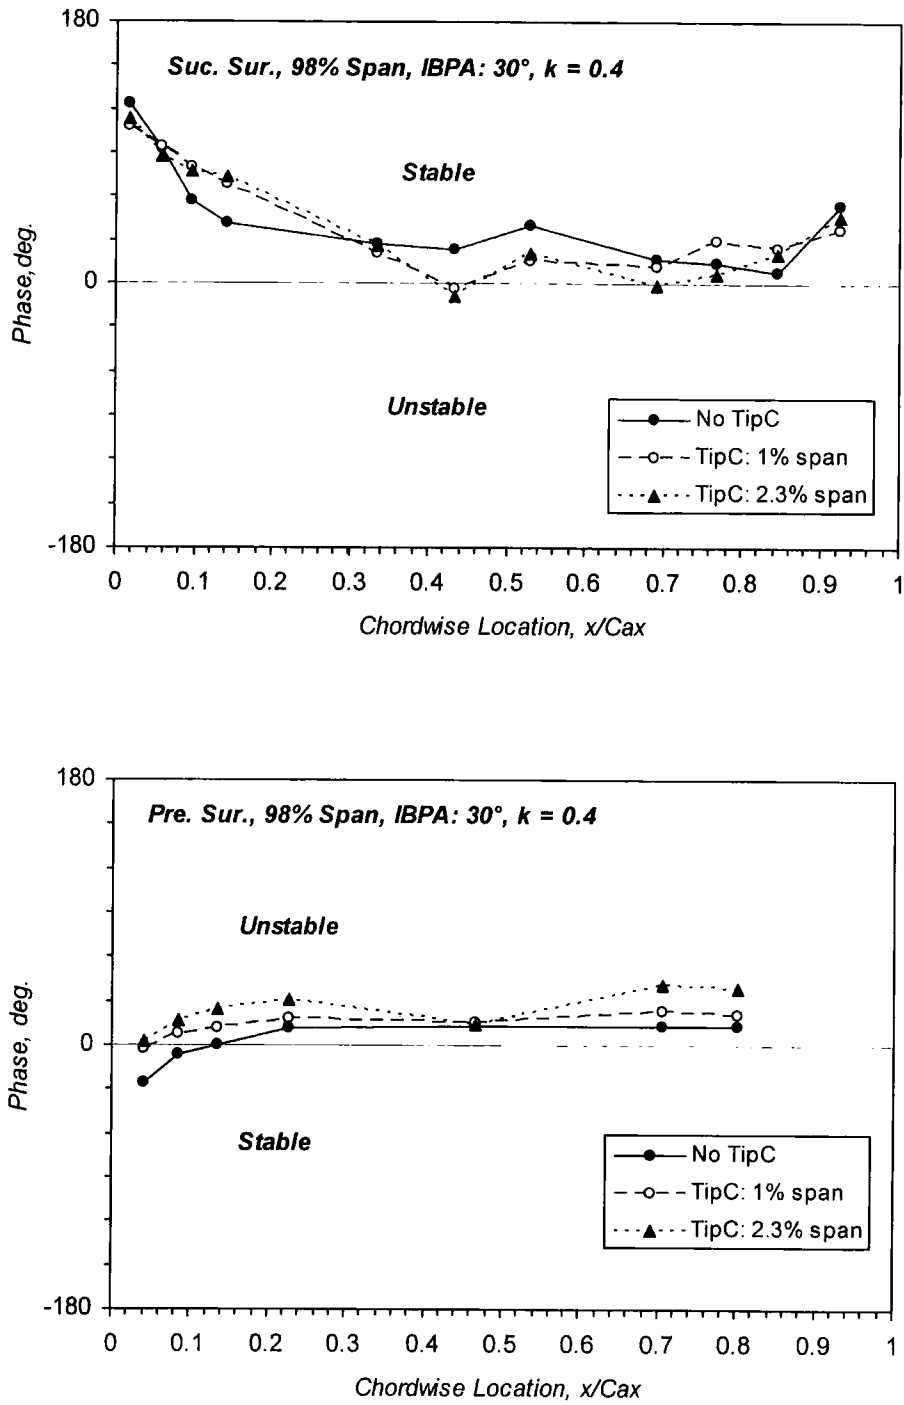 180
Suc. Sur., 98% Span, IBPA: 30°, k = 0.4
Stable
Phase,deg.
0
Unstable
No TipC
TipC: 1% span
TipC: 2.3% span
-180
0 0.1 0.2 0.3 0.4 0.5 0.6 0.7 0.8 0.9 1
Chordwise Location, x/Cax
180
Pre. Sur., 98% Span, IBPA: 30°, k = 0.4
Unstable
Phase, deg.
0
Stable
No TipC
TipC: 1% span
TipC: 2.3% span
-180
0 0.1 0.2 0.3 0.4 0.5 0.6 0.7 0.8 0.9 1
Chordwise Location, x/Cax